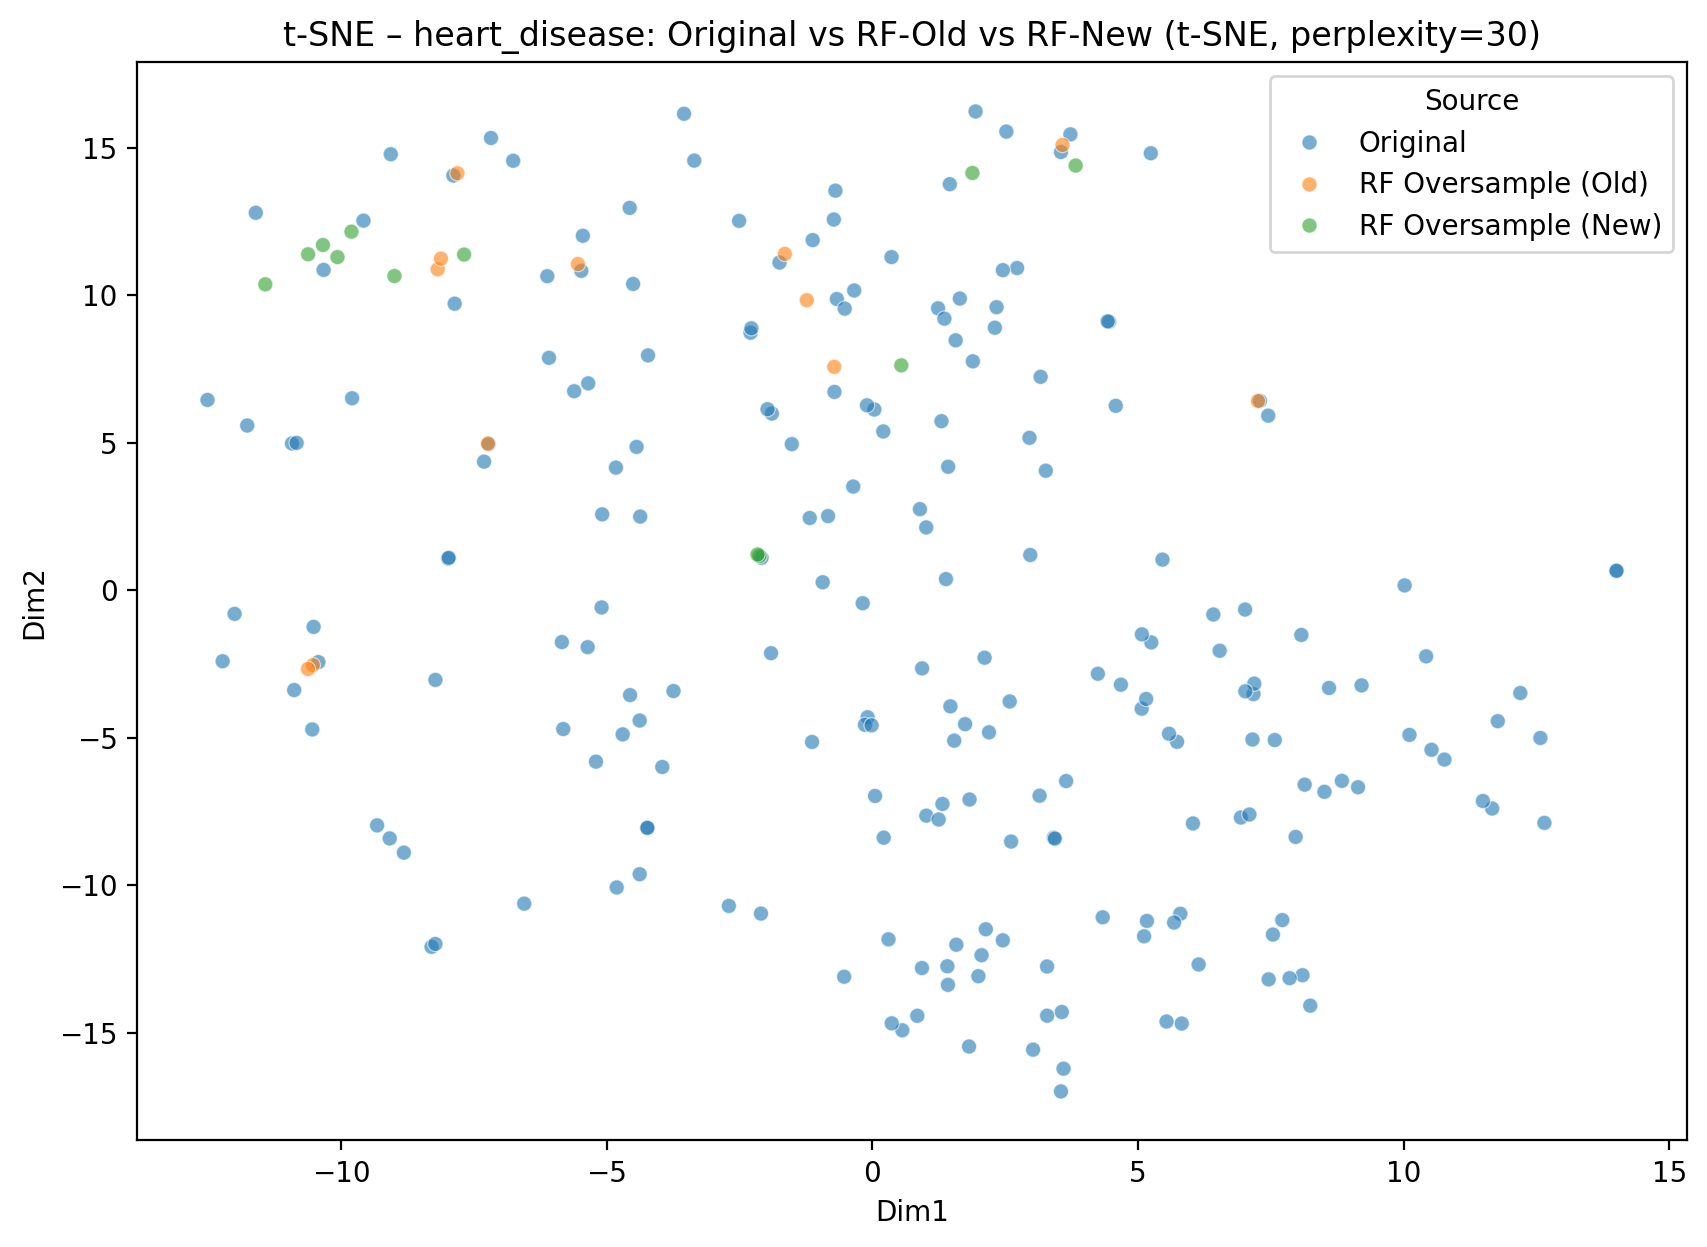 t-SNE – heart_disease: Original vs RF-Old vs RF-New (t-SNE, perplexity=30)
Source
Original
RF Oversample (Old)
RF Oversample (New)
15
10
5
0
−5
−10
−15
Dim2
−10
−5
0
5
10
15
Dim1